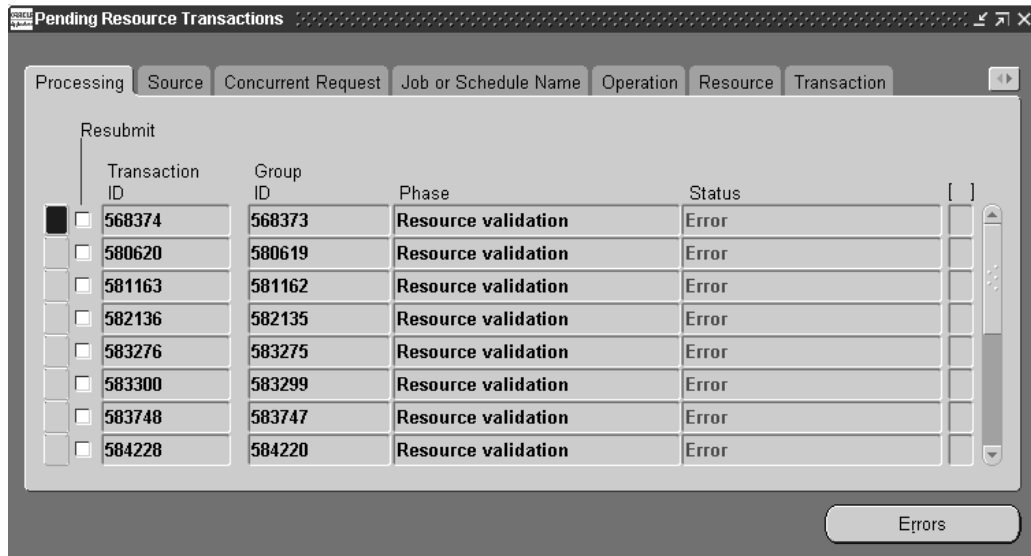 Pending Resource Transactions
Processing Source Concurrent Request Job or Schedule Name Operation Resource Transaction
Resubmit
Transaction Group
ID ID Phase Status [ ]
568374 568373 Resource validation Error
580620 580619 Resource validation Error
581163 581162 Resource validation Error
582136 582135 Resource validation Error
583276 583275 Resource validation Error
583300 583299 Resource validation Error
583748 583747 Resource validation Error
584228 584220 Resource validation Error
Errors